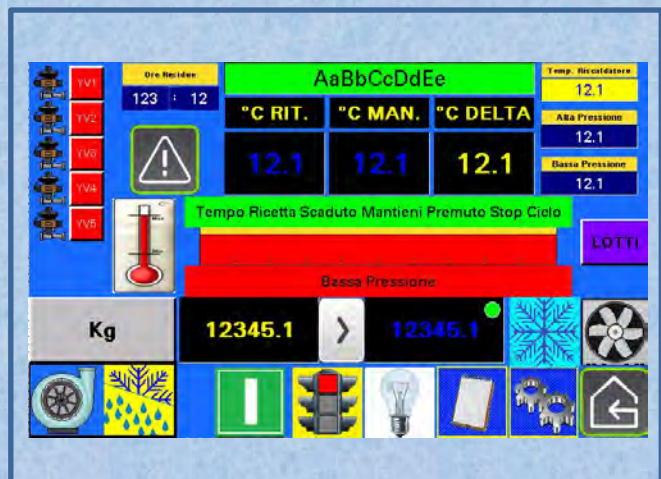 YV1
YV2
YV3
YV4
YV5
Ore Residue
123 : 12
AaBbCcDdEe
°C RIT. °C MAN. °C DELTA
12.1 12.1 12.1
Temp. Riscaldatore
12.1
Alta Pressione
12.1
Bassa Pressione
12.1
Tempo Ricetta Scaduto Mantieni Premuto Stop Ciclo
Bassa Pressione
LOTTI
Kg
12345.1 > 12345.1